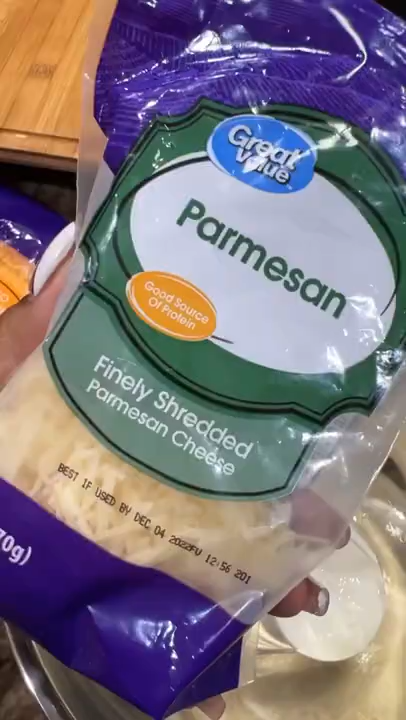 Great
Value
Parmesan
Good Source
Of Protein
Finely Shredded
Parmesan Cheese
BEST IF USED BY DEC 04 2022FV 12:56 201
70g)